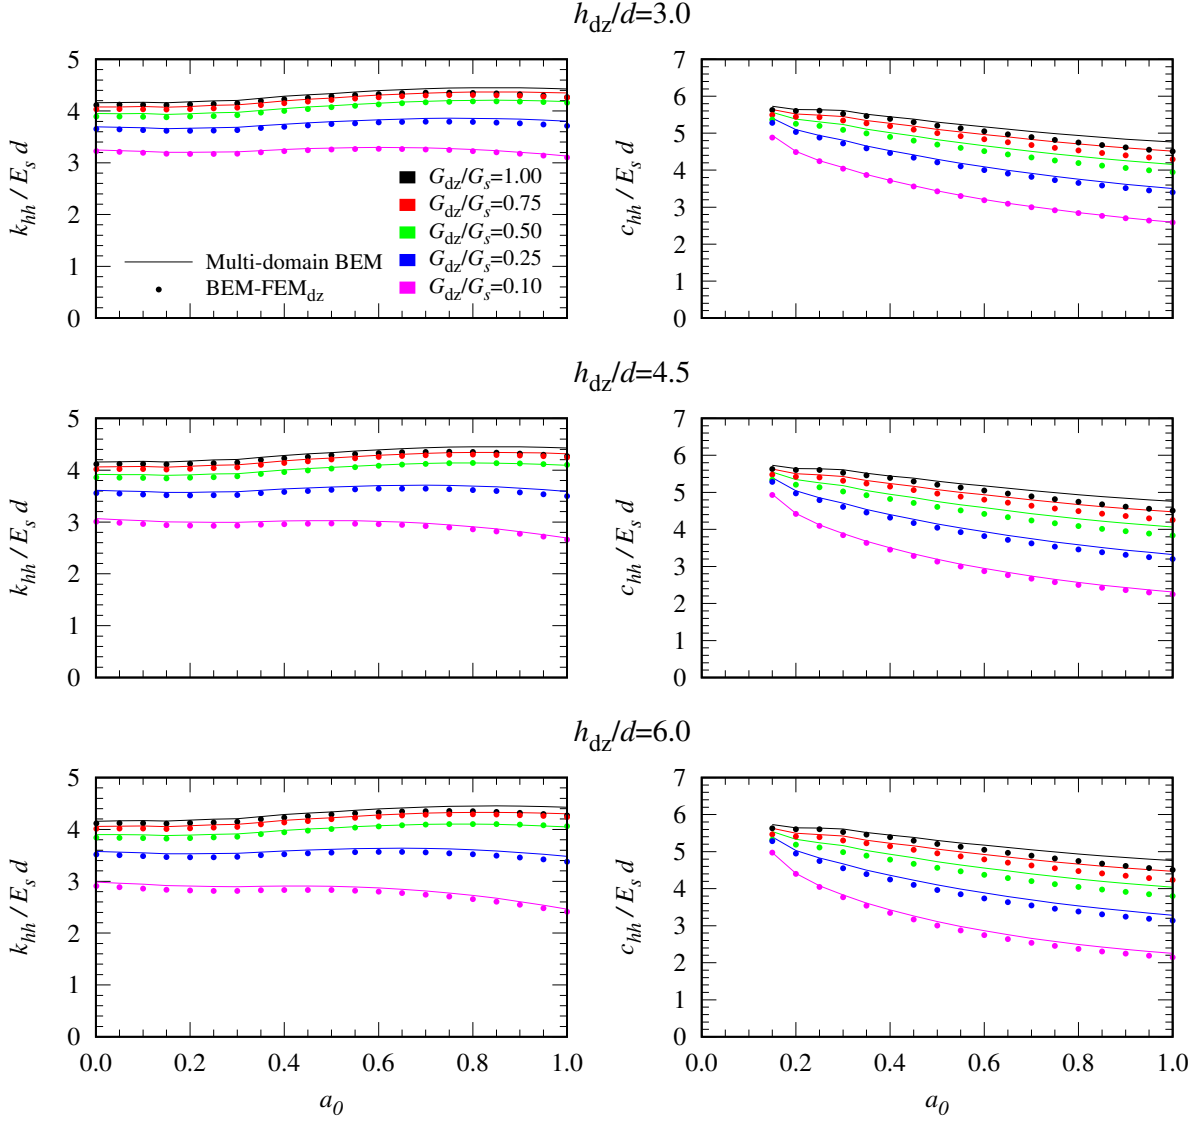 h_dz/d=3.0
5
4
3
2
1
0
k_hh / E_s d
G_dz/G_s=1.00
G_dz/G_s=0.75
G_dz/G_s=0.50
G_dz/G_s=0.25
G_dz/G_s=0.10
Multi-domain BEM
BEM-FEM_dz
7
6
5
4
3
2
1
0
c_hh / E_s d
h_dz/d=4.5
5
4
3
2
1
0
k_hh / E_s d
7
6
5
4
3
2
1
0
c_hh / E_s d
h_dz/d=6.0
5
4
3
2
1
0
k_hh / E_s d
0.0 0.2 0.4 0.6 0.8 1.0
a_0
7
6
5
4
3
2
1
0
c_hh / E_s d
0.0 0.2 0.4 0.6 0.8 1.0
a_0